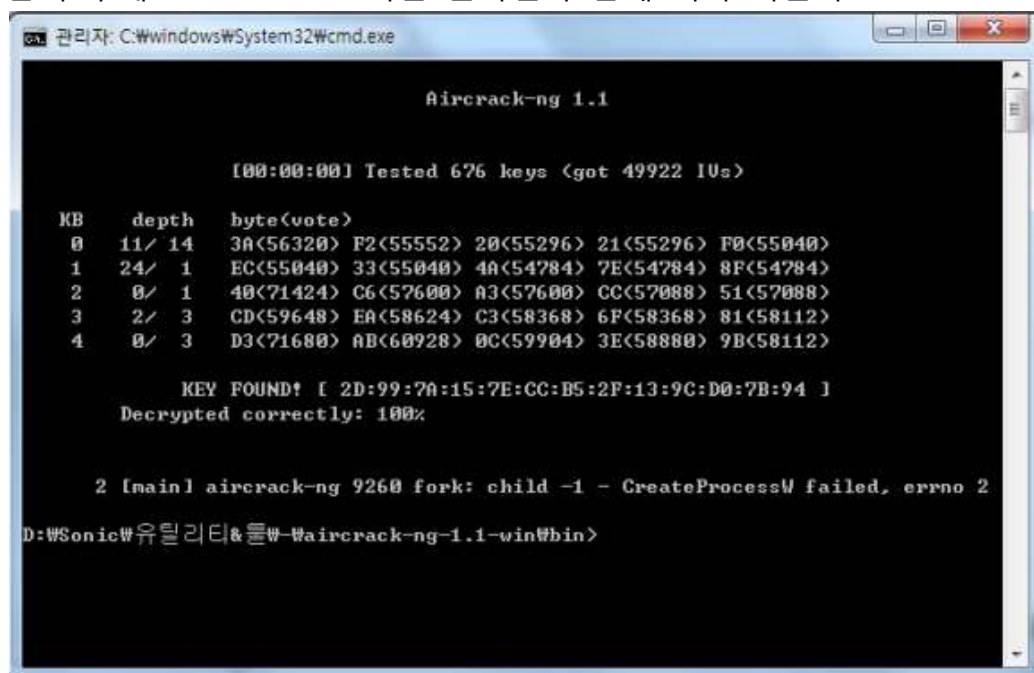 관리자: C:₩windows₩System32₩cmd.exe
Aircrack-ng 1.1
[00:00:00] Tested 676 keys (got 49922 IVs)
KB depth byte(vote)
0 11/ 14 3A(56320) F2(55552) 20(55296) 21(55296) F0(55040)
1 24/ 1 EC(55040) 33(55040) 4A(54784) 7E(54784) 8F(54784)
2 0/ 1 40(71424) C6(57600) A3(57600) CC(57088) 51(57088)
3 2/ 3 CD(59648) EA(58624) C3(58368) 6F(58368) 81(58112)
4 0/ 3 D3(71680) AB(60928) 0C(59904) 3E(58880) 9B(58112)
KEY FOUND! [ 2D:99:7A:15:7E:CC:B5:2F:13:9C:D0:7B:94 ]
Decrypted correctly: 100%
2 [main] aircrack-ng 9260 fork: child -1 - CreateProcessW failed, errno 2
D:₩Sonic₩유틸리티&툴₩-₩aircrack-ng-1.1-win₩bin>